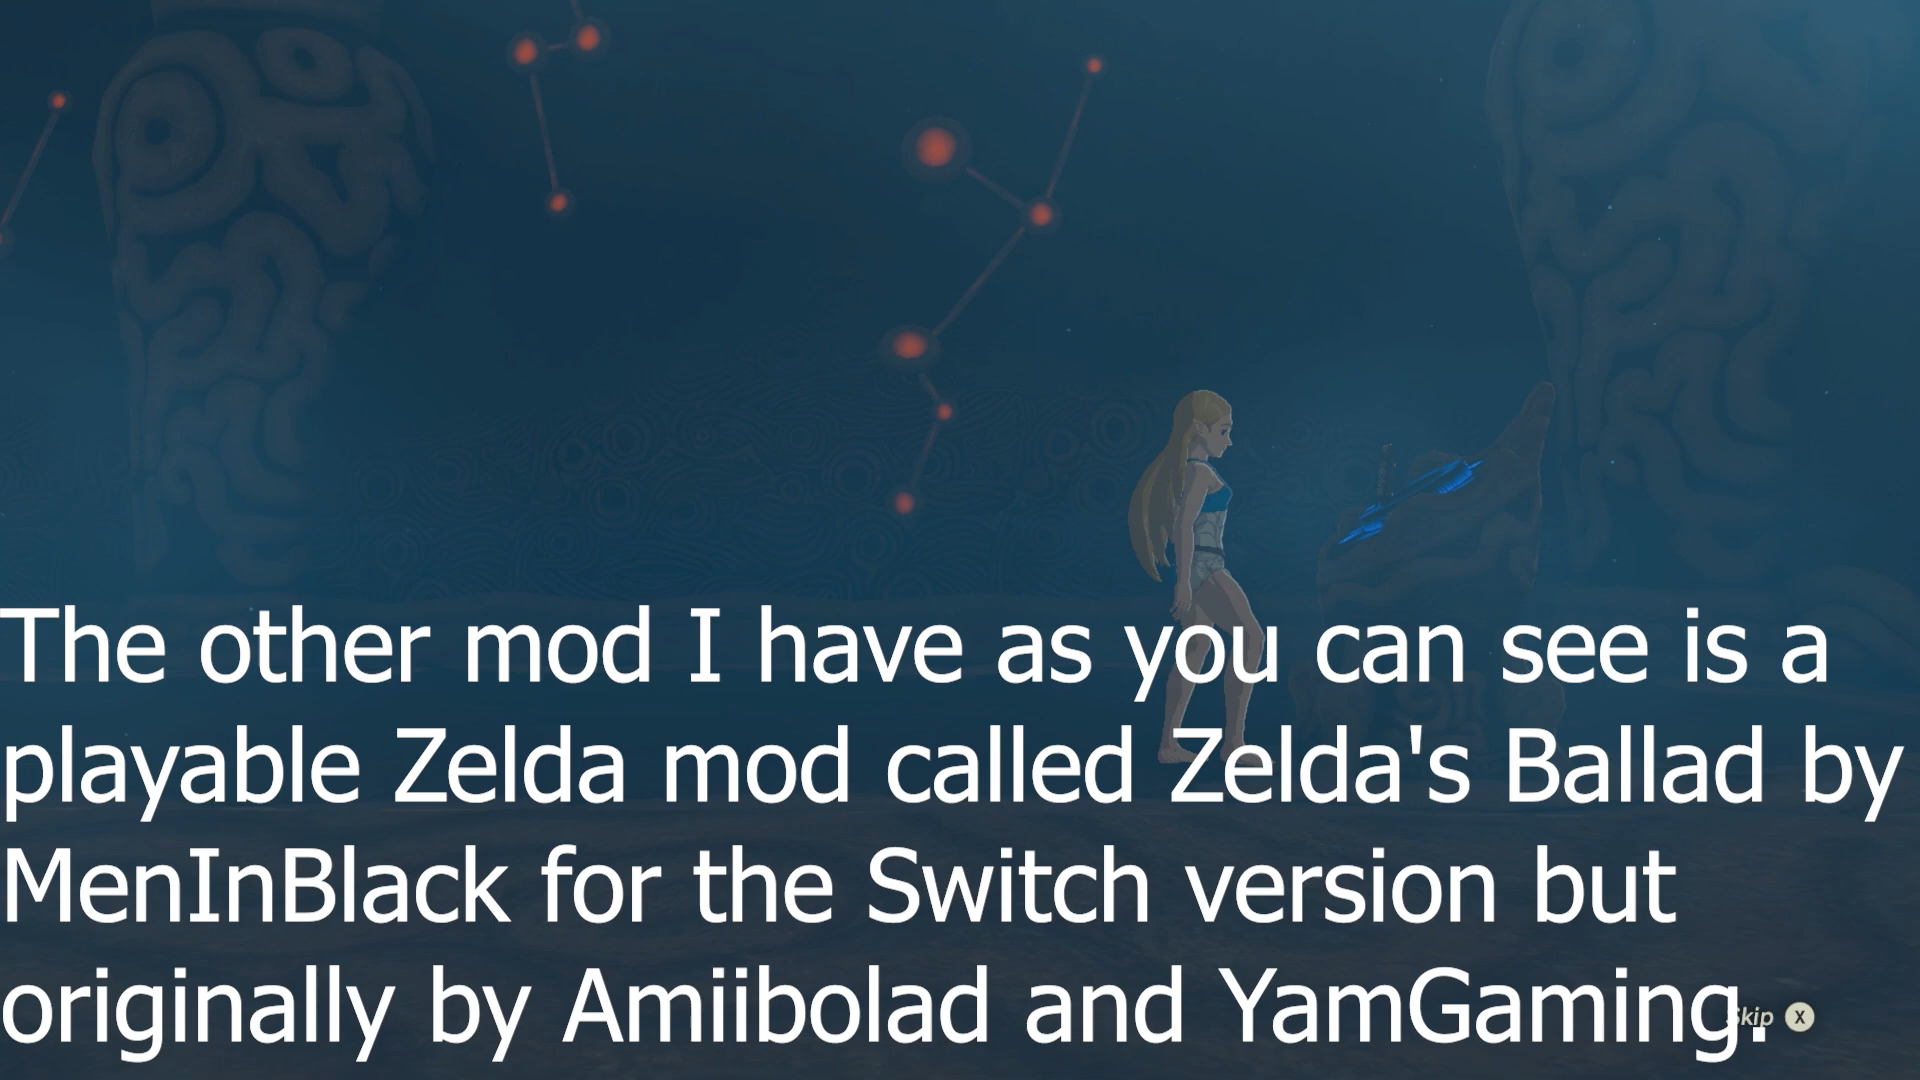 The other mod I have as you can see is a
playable Zelda mod called Zelda's Ballad by
MenInBlack for the Switch version but
originally by Amiibolad and YamGaming.
Skip X